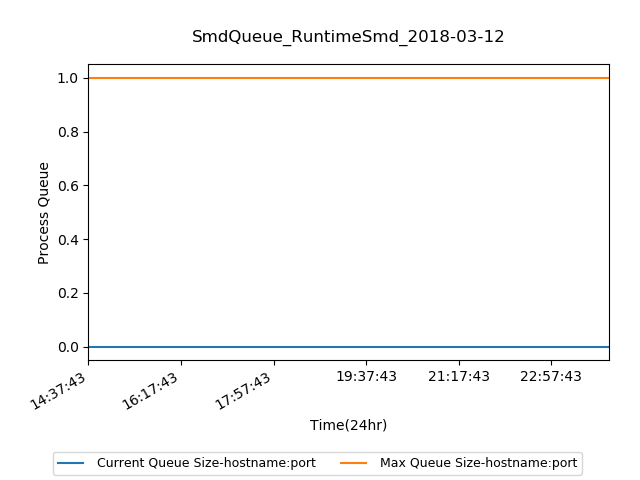 SmdQueue_RuntimeSmd_2018-03-12
1.0
0.8
0.6
0.4
0.2
0.0
Process Queue
14:37:43
16:17:43
17:57:43
19:37:43
21:17:43
22:57:43
Time(24hr)
Current Queue Size-hostname:port
Max Queue Size-hostname:port